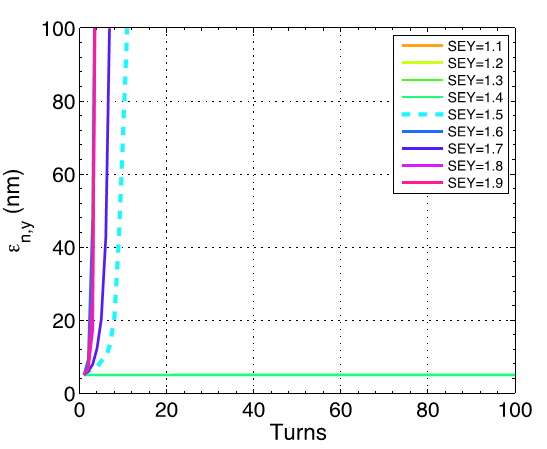 100
80
60
40
20
0
ε n,y (nm)
0 20 40 60 80 100
Turns
SEY=1.1
SEY=1.2
SEY=1.3
SEY=1.4
SEY=1.5
SEY=1.6
SEY=1.7
SEY=1.8
SEY=1.9